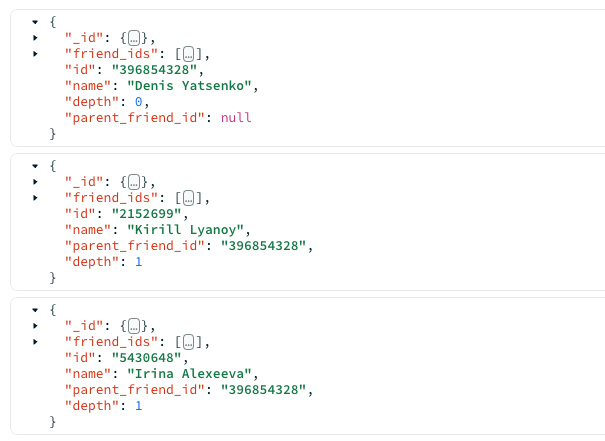 {
"_id": {…},
"friend_ids": […],
"id": "396854328",
"name": "Denis Yatsenko",
"depth": 0,
"parent_friend_id": null
}
{
"_id": {…},
"friend_ids": […],
"id": "2152699",
"name": "Kirill Lyanoy",
"parent_friend_id": "396854328",
"depth": 1
}
{
"_id": {…},
"friend_ids": […],
"id": "5430648",
"name": "Irina Alexeeva",
"parent_friend_id": "396854328",
"depth": 1
}